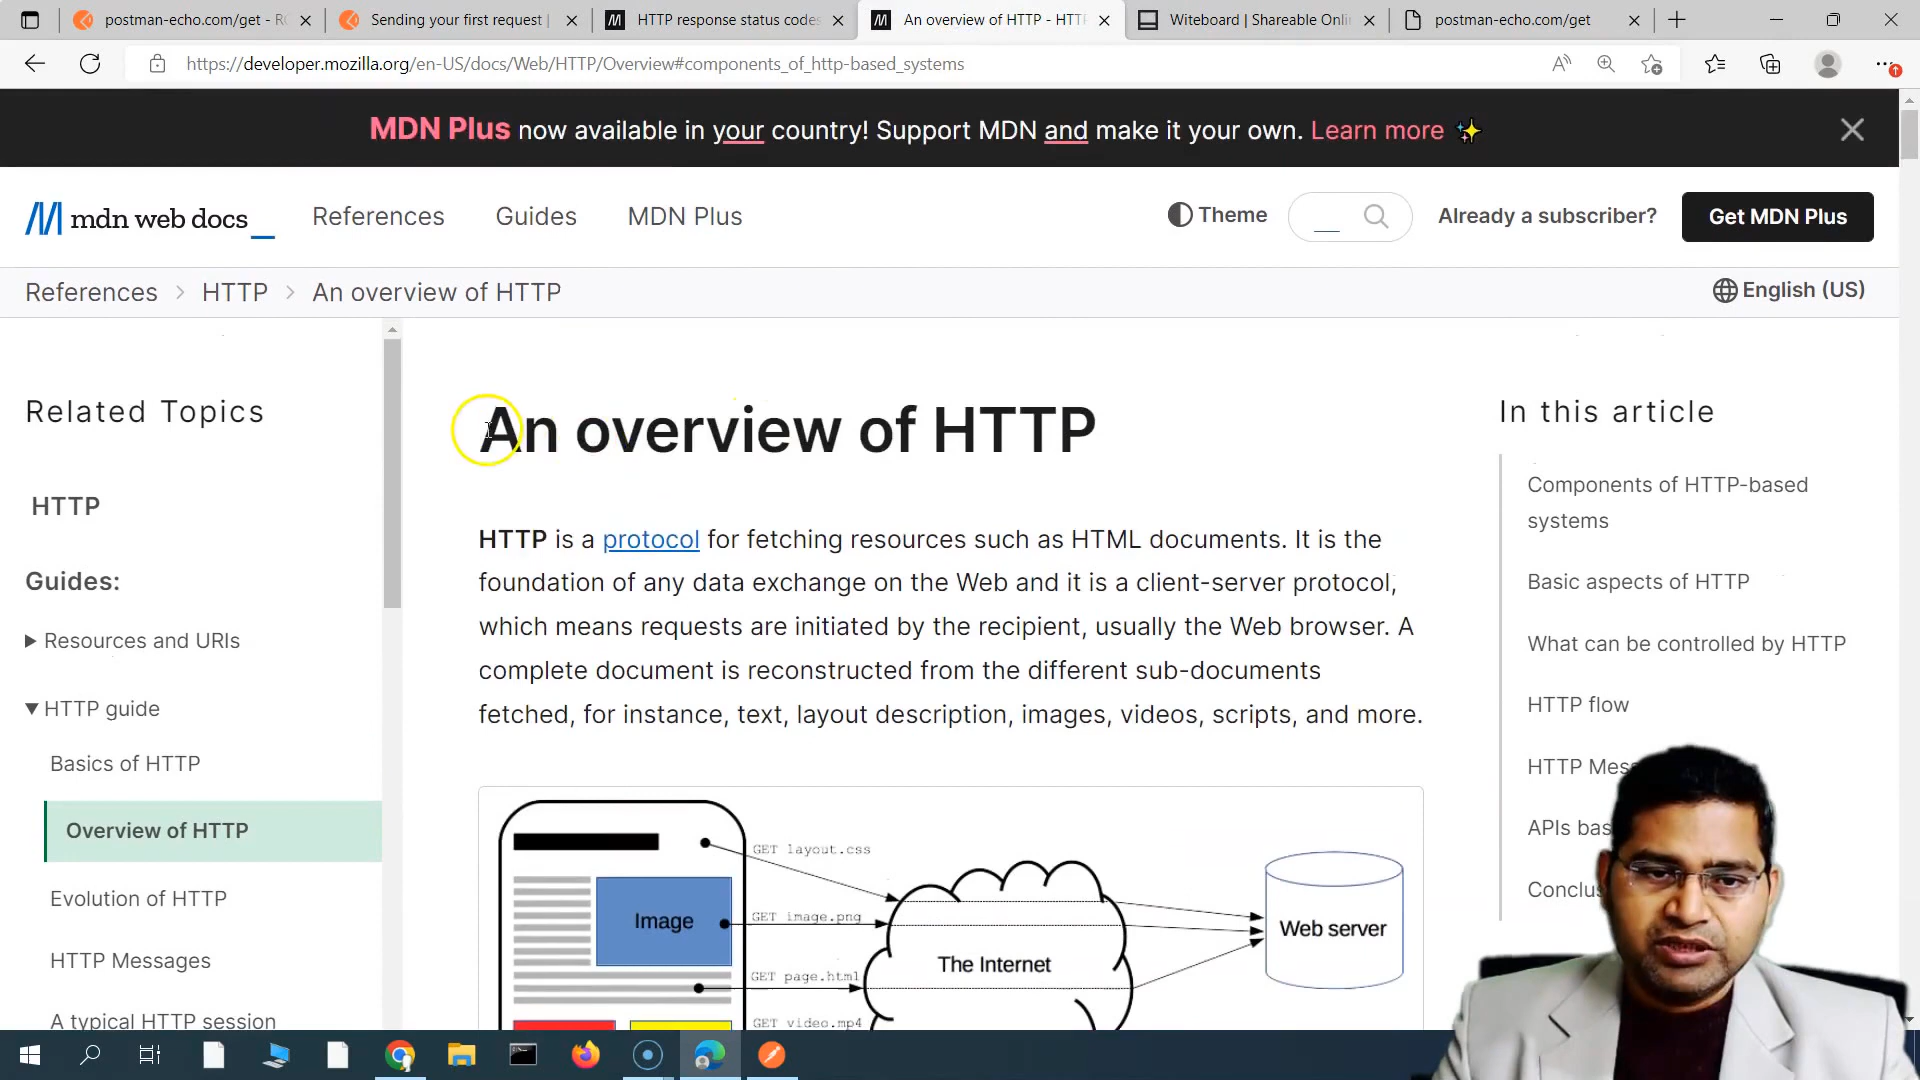 postman-echo.com/get - R
Sending your first request |
HTTP response status codes
An overview of HTTP - HTT
Witeboard | Shareable Onli
postman-echo.com/get
https://developer.mozilla.org/en-US/docs/Web/HTTP/Overview#components_of_http-based_systems
MDN Plus now available in your country! Support MDN and make it your own. Learn more ✨
mdn web docs_
References
Guides
MDN Plus
Theme
Already a subscriber?
Get MDN Plus
References > HTTP > An overview of HTTP
English (US)
Related Topics
HTTP
Guides:
Resources and URIs
HTTP guide
Basics of HTTP
Overview of HTTP
Evolution of HTTP
HTTP Messages
A typical HTTP session
An overview of HTTP
HTTP is a protocol for fetching resources such as HTML documents. It is the
foundation of any data exchange on the Web and it is a client-server protocol,
which means requests are initiated by the recipient, usually the Web browser. A
complete document is reconstructed from the different sub-documents
fetched, for instance, text, layout description, images, videos, scripts, and more.
GET layout.css
Image
GET image.png
GET page.html
GET video.mp4
The Internet
Web server
In this article
Components of HTTP-based
systems
Basic aspects of HTTP
What can be controlled by HTTP
HTTP flow
HTTP Mes
APIs bas
Conclus